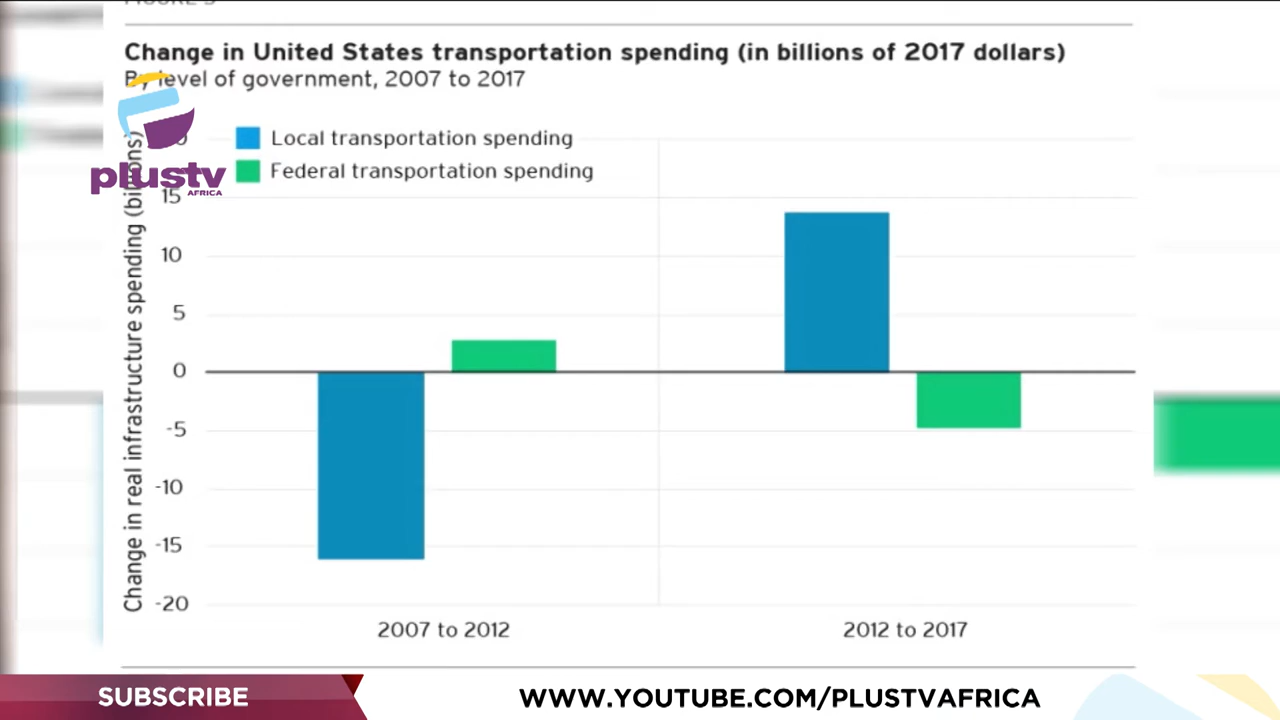 Change in United States transportation spending (in billions of 2017 dollars)
By level of government, 2007 to 2017
Local transportation spending
Federal transportation spending
plustv
AFRICA
Change in real infrastructure spending (billions)
15
10
5
0
-5
-10
-15
-20
2007 to 2012
2012 to 2017
SUBSCRIBE
WWW.YOUTUBE.COM/PLUSTVAFRICA